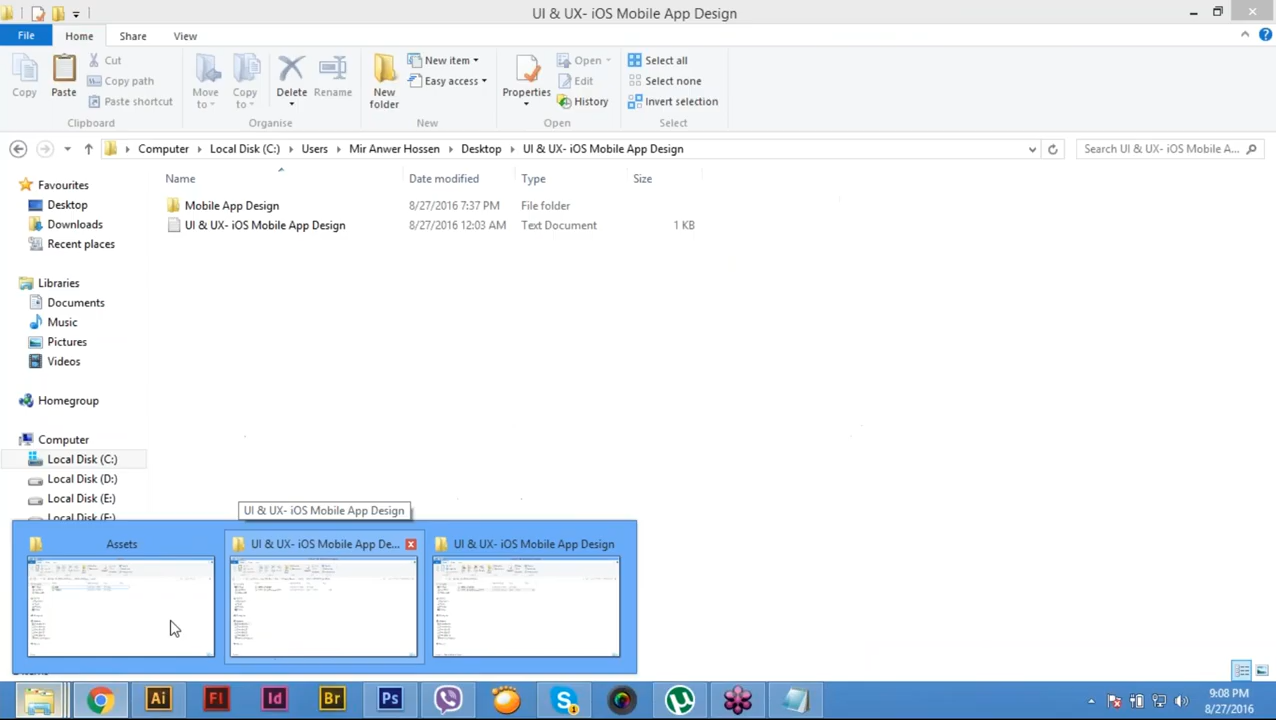 UI & UX- iOS Mobile App Design
File Home Share View
Copy
Paste
Cut
Copy path
Paste shortcut
Clipboard
Move to
Copy to
Delete
Rename
Organise
New folder
New item
Easy access
New
Properties
Open
Edit
History
Open
Select all
Select none
Invert selection
Select
Computer Local Disk (C:) Users Mir Anwer Hossen Desktop UI & UX- iOS Mobile App Design
Search UI & UX- iOS Mobile A...
Name Date modified Type Size
Mobile App Design 8/27/2016 7:37 PM File folder
UI & UX- iOS Mobile App Design 8/27/2016 12:03 AM Text Document 1 KB
Favourites
Desktop
Downloads
Recent places
Libraries
Documents
Music
Pictures
Videos
Homegroup
Computer
Local Disk (C:)
Local Disk (D:)
Local Disk (E:)
Local Disk (F:)
UI & UX- iOS Mobile App Design
Assets
UI & UX- iOS Mobile App De...
UI & UX- iOS Mobile App Design
Ai Fl Id Br Ps
9:08 PM
8/27/2016